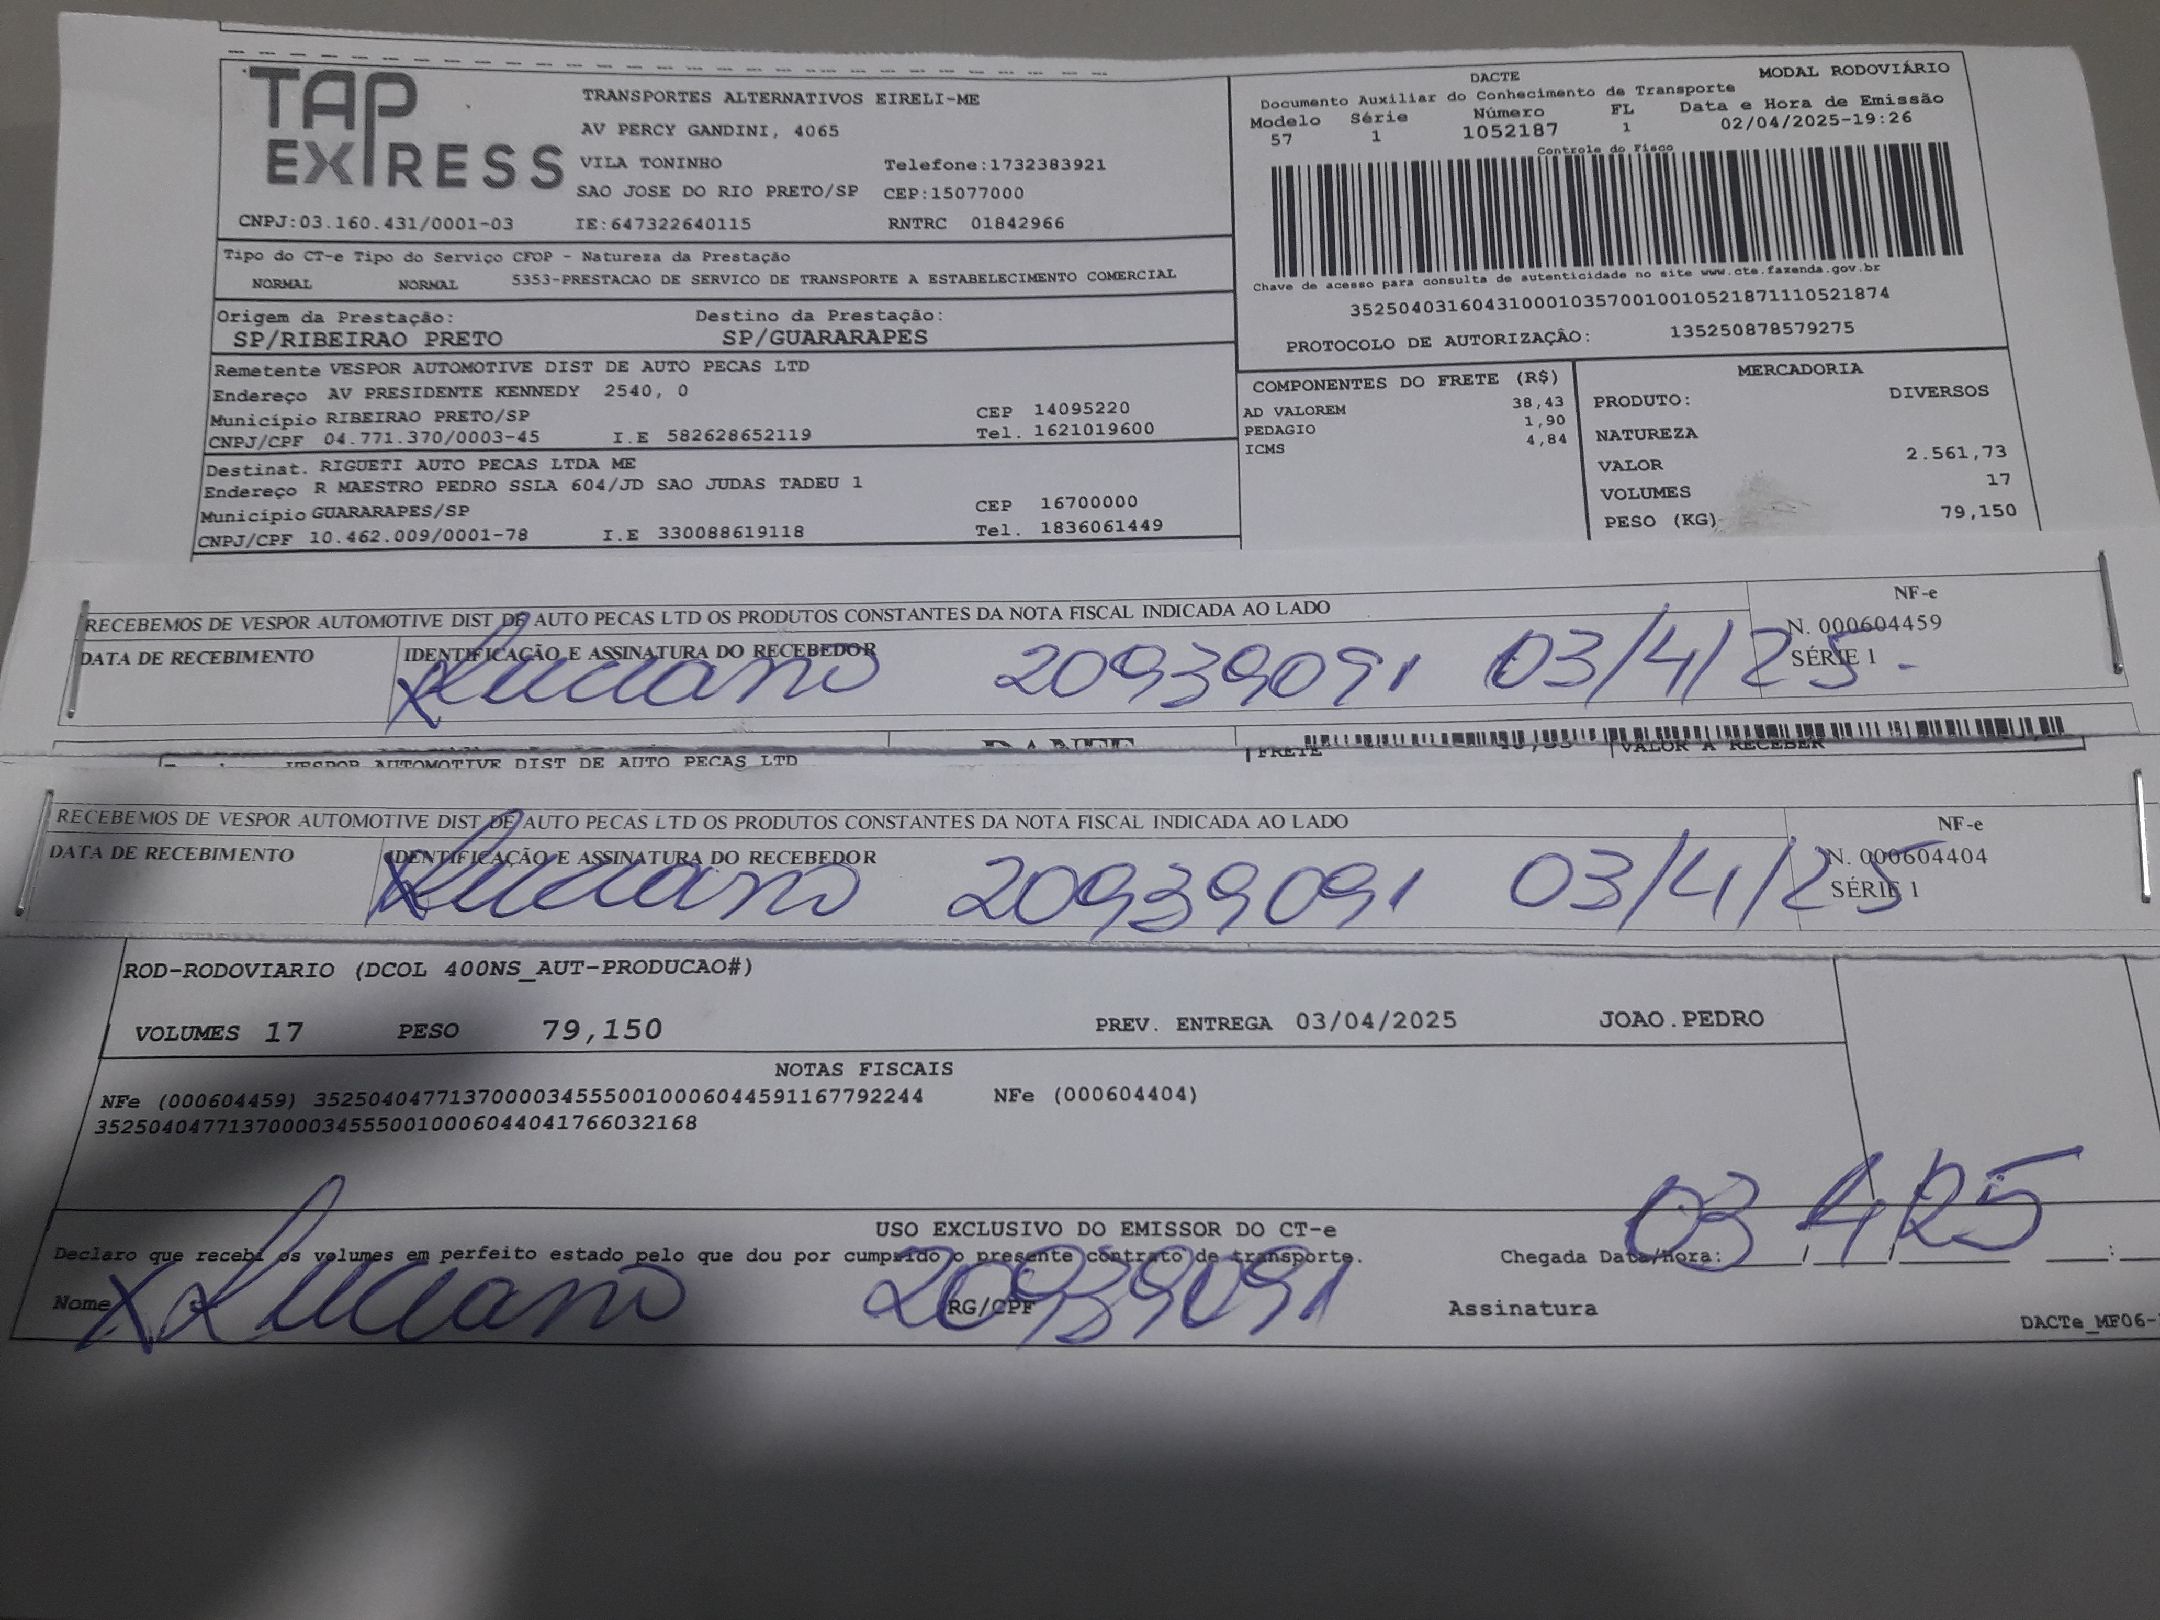 TAP EXPRESS
TRANSPORTES ALTERNATIVOS EIRELI-ME
AV PERCY GANDINI, 4065
VILA TONINHO Telefone:1732383921
SAO JOSE DO RIO PRETO/SP CEP:15077000
CNPJ:03.160.431/0001-03 IE:647322640115 RNTRC 01842966
DACTE MODAL RODOVIÁRIO
Documento Auxiliar do Conhecimento de Transporte
Modelo Série Número FL Data e Hora de Emissão
57 1 1052187 1 02/04/2025-19:26
Controle do Fisco
Chave de acesso para consulta de autenticidade no site www.cte.fazenda.gov.br
35250403160431000103570010010521871110521874
PROTOCOLO DE AUTORIZAÇÃO: 135250878579275
Tipo do CT-e Tipo do Serviço CFOP - Natureza da Prestação
NORMAL NORMAL 5353-PRESTACAO DE SERVICO DE TRANSPORTE A ESTABELECIMENTO COMERCIAL
Origem da Prestação: Destino da Prestação:
SP/RIBEIRAO PRETO SP/GUARARAPES
Remetente VESPOR AUTOMOTIVE DIST DE AUTO PECAS LTD
Endereço AV PRESIDENTE KENNEDY 2540, 0
Município RIBEIRAO PRETO/SP CEP 14095220
CNPJ/CPF 04.771.370/0003-45 I.E 582628652119 Tel. 1621019600
Destinat. RIGUETI AUTO PECAS LTDA ME
Endereço R MAESTRO PEDRO SSLA 604/JD SAO JUDAS TADEU 1
Município GUARARAPES/SP CEP 16700000
CNPJ/CPF 10.462.009/0001-78 I.E 330088619118 Tel. 1836061449
COMPONENTES DO FRETE (R$)
AD VALOREM 38,43
PEDAGIO 1,90
ICMS 4,84
MERCADORIA
PRODUTO: DIVERSOS
NATUREZA
VALOR 2.561,73
VOLUMES 17
PESO (KG) 79,150
RECEBEMOS DE VESPOR AUTOMOTIVE DIST DE AUTO PECAS LTD OS PRODUTOS CONSTANTES DA NOTA FISCAL INDICADA AO LADO
NF-e
N. 000604459
SÉRIE 1
DATA DE RECEBIMENTO IDENTIFICAÇÃO E ASSINATURA DO RECEBEDOR
X Luciano 20939091 03/4/25
DANFE
VESPOR AUTOMOTIVE DIST DE AUTO PECAS LTD FRETE VALOR A RECEBER
RECEBEMOS DE VESPOR AUTOMOTIVE DIST DE AUTO PECAS LTD OS PRODUTOS CONSTANTES DA NOTA FISCAL INDICADA AO LADO
NF-e
N. 000604404
SÉRIE 1
DATA DE RECEBIMENTO IDENTIFICAÇÃO E ASSINATURA DO RECEBEDOR
X Luciano 20939091 03/4/25
ROD-RODOVIARIO (DCOL 400NS_AUT-PRODUCAO#)
VOLUMES 17 PESO 79,150 PREV. ENTREGA 03/04/2025 JOAO.PEDRO
NOTAS FISCAIS
NFe (000604459) 35250404771370000345550010006044591167792244 NFe (000604404)
35250404771370000345550010006044041766032168
USO EXCLUSIVO DO EMISSOR DO CT-e
Declaro que recebi os volumes em perfeito estado pelo que dou por cumprido o presente contrato de transporte. Chegada Data/Hora: 03 4 25
Nome X Luciano RG/CPF 20939091 Assinatura
DACTe_MF06-